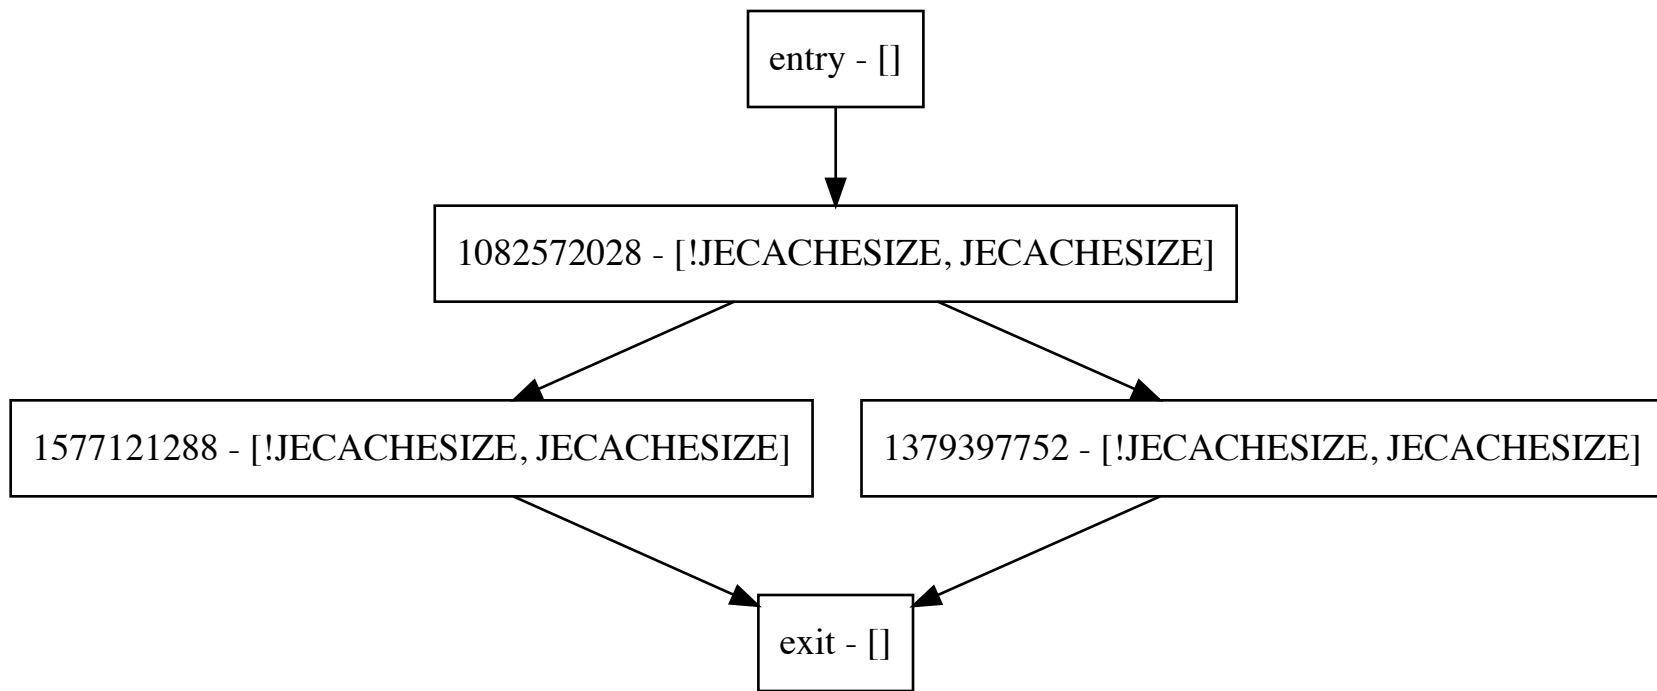 entry - []
1082572028 - [!JECACHESIZE, JECACHESIZE]
1577121288 - [!JECACHESIZE, JECACHESIZE]
1379397752 - [!JECACHESIZE, JECACHESIZE]
exit - []